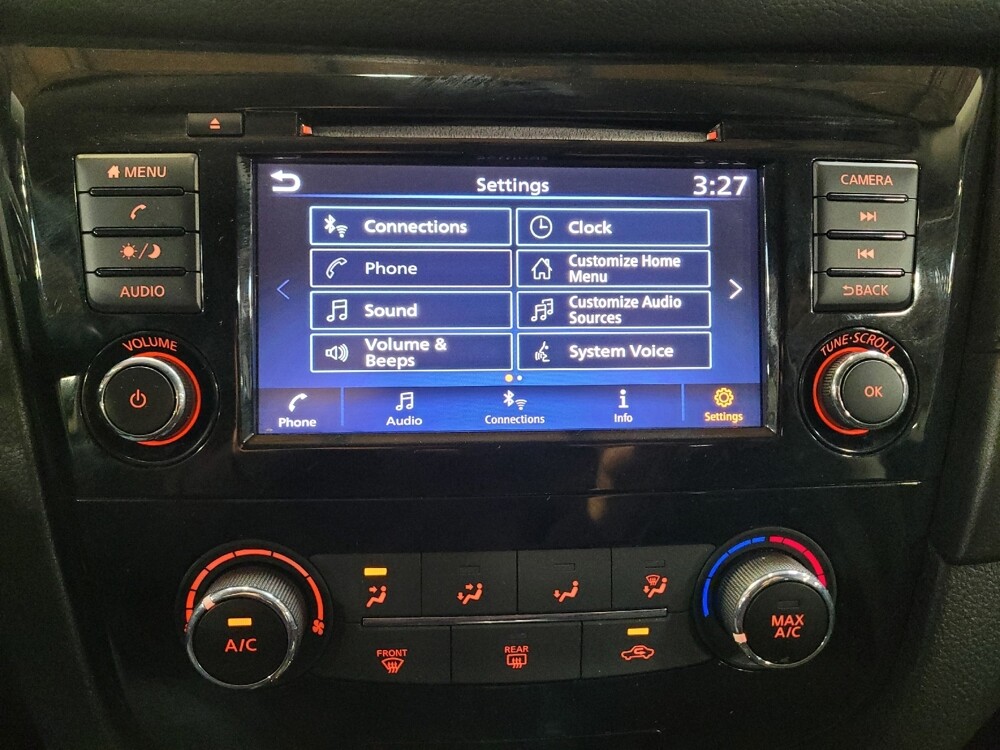 MENU
AUDIO
VOLUME
Settings
3:27
Connections
Clock
Phone
Customize Home
Menu
Sound
Customize Audio
Sources
Volume &
Beeps
System Voice
Phone
Audio
Connections
Info
Settings
CAMERA
BACK
TUNE·SCROLL
OK
A/C
FRONT
REAR
MAX
A/C